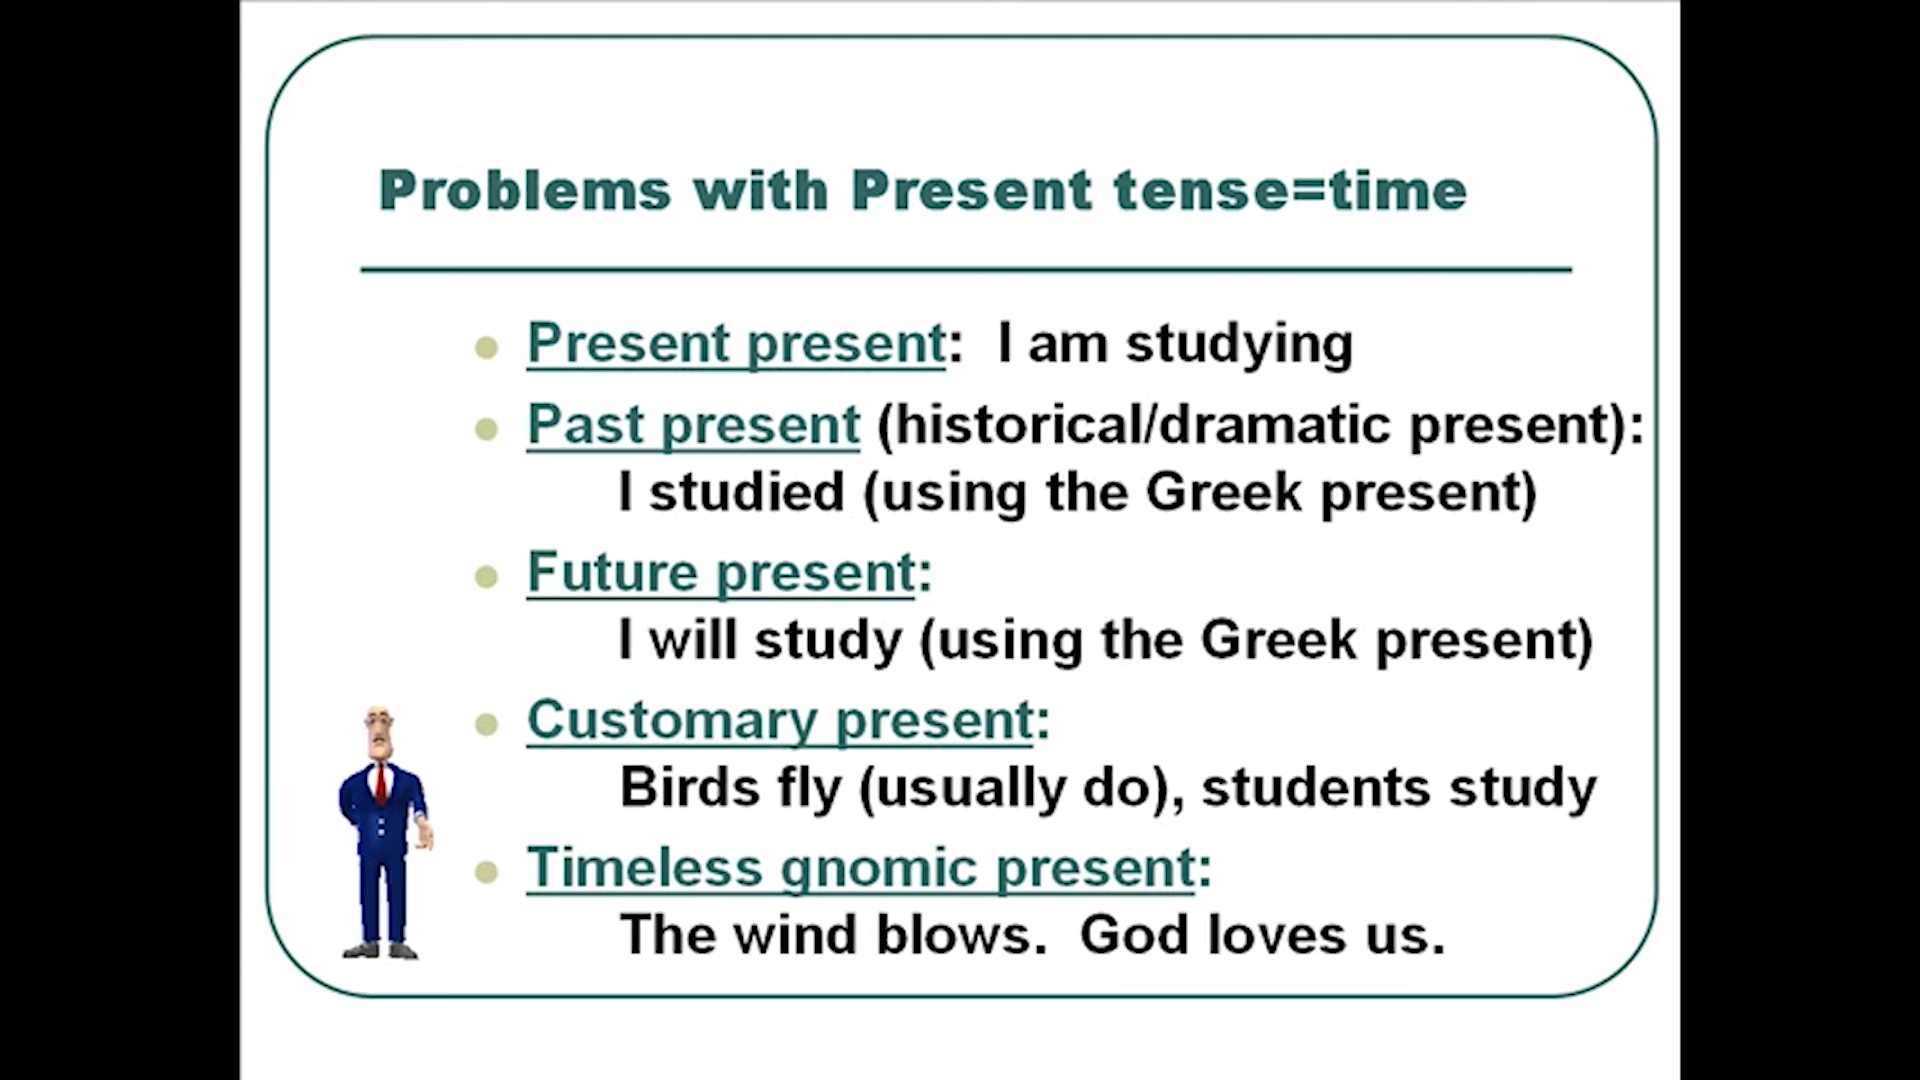 Problems with Present tense=time
Present present:  I am studying
Past present (historical/dramatic present):
I studied (using the Greek present)
Future present:
I will study (using the Greek present)
Customary present:
Birds fly (usually do), students study
Timeless gnomic present:
The wind blows.  God loves us.